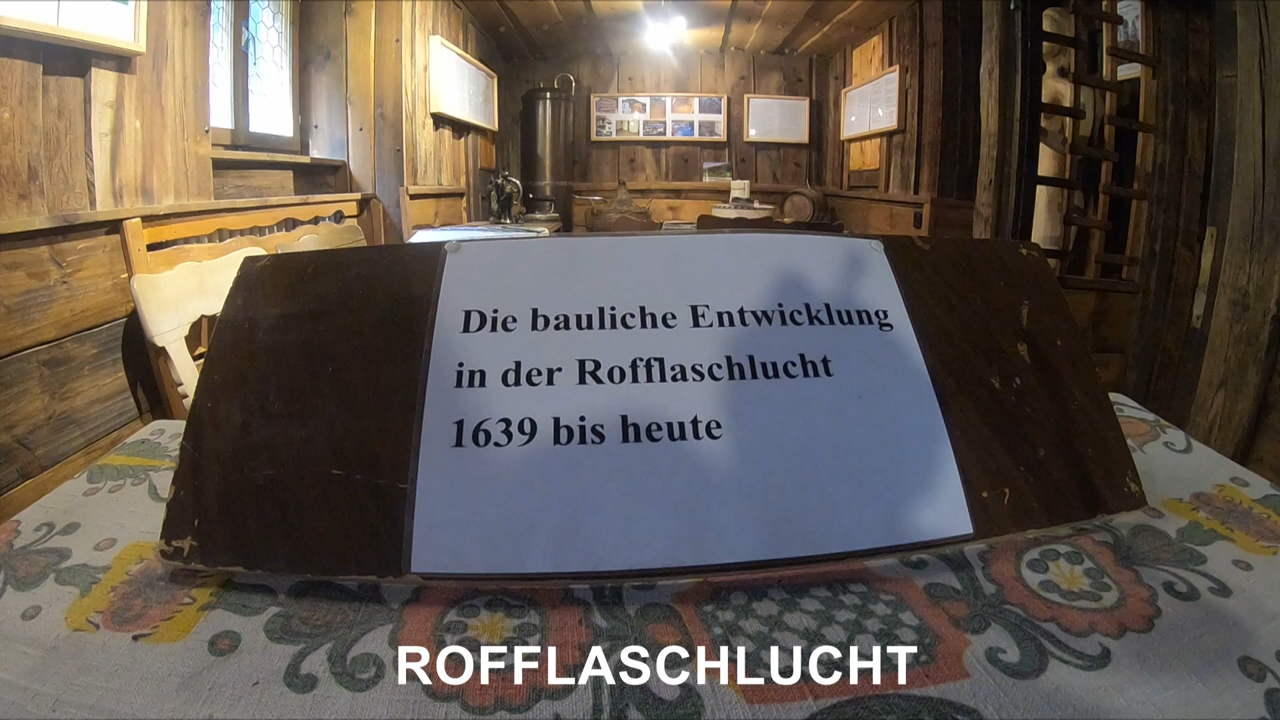 Die bauliche Entwicklung
in der Rofflaschlucht
1639 bis heute
ROFFLASCHLUCHT